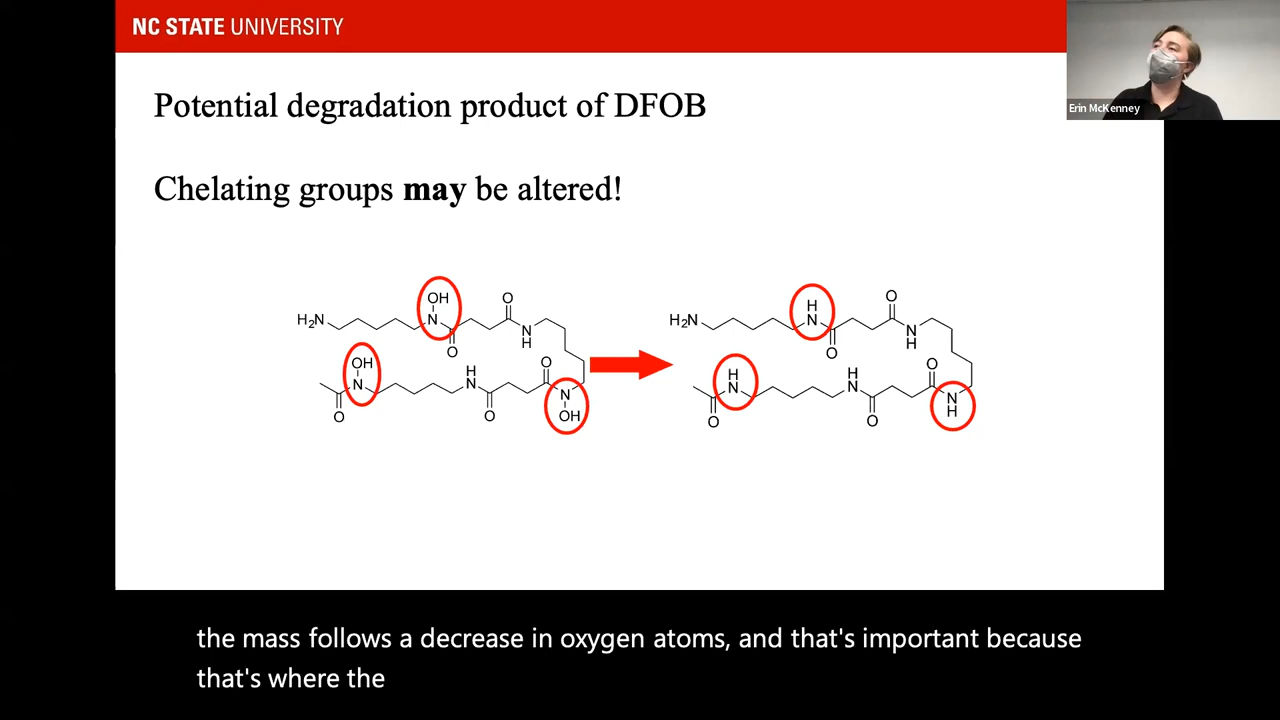 NC STATE UNIVERSITY
Erin McKenney
Potential degradation product of DFOB
Chelating groups may be altered!
OH
O
H₂N
N
O
N
H
OH
N
O
H
N
O
O
N
OH
H
N
O
H₂N
O
N
H
H
N
O
H
N
O
O
N
H
the mass follows a decrease in oxygen atoms, and that's important because
that's where the